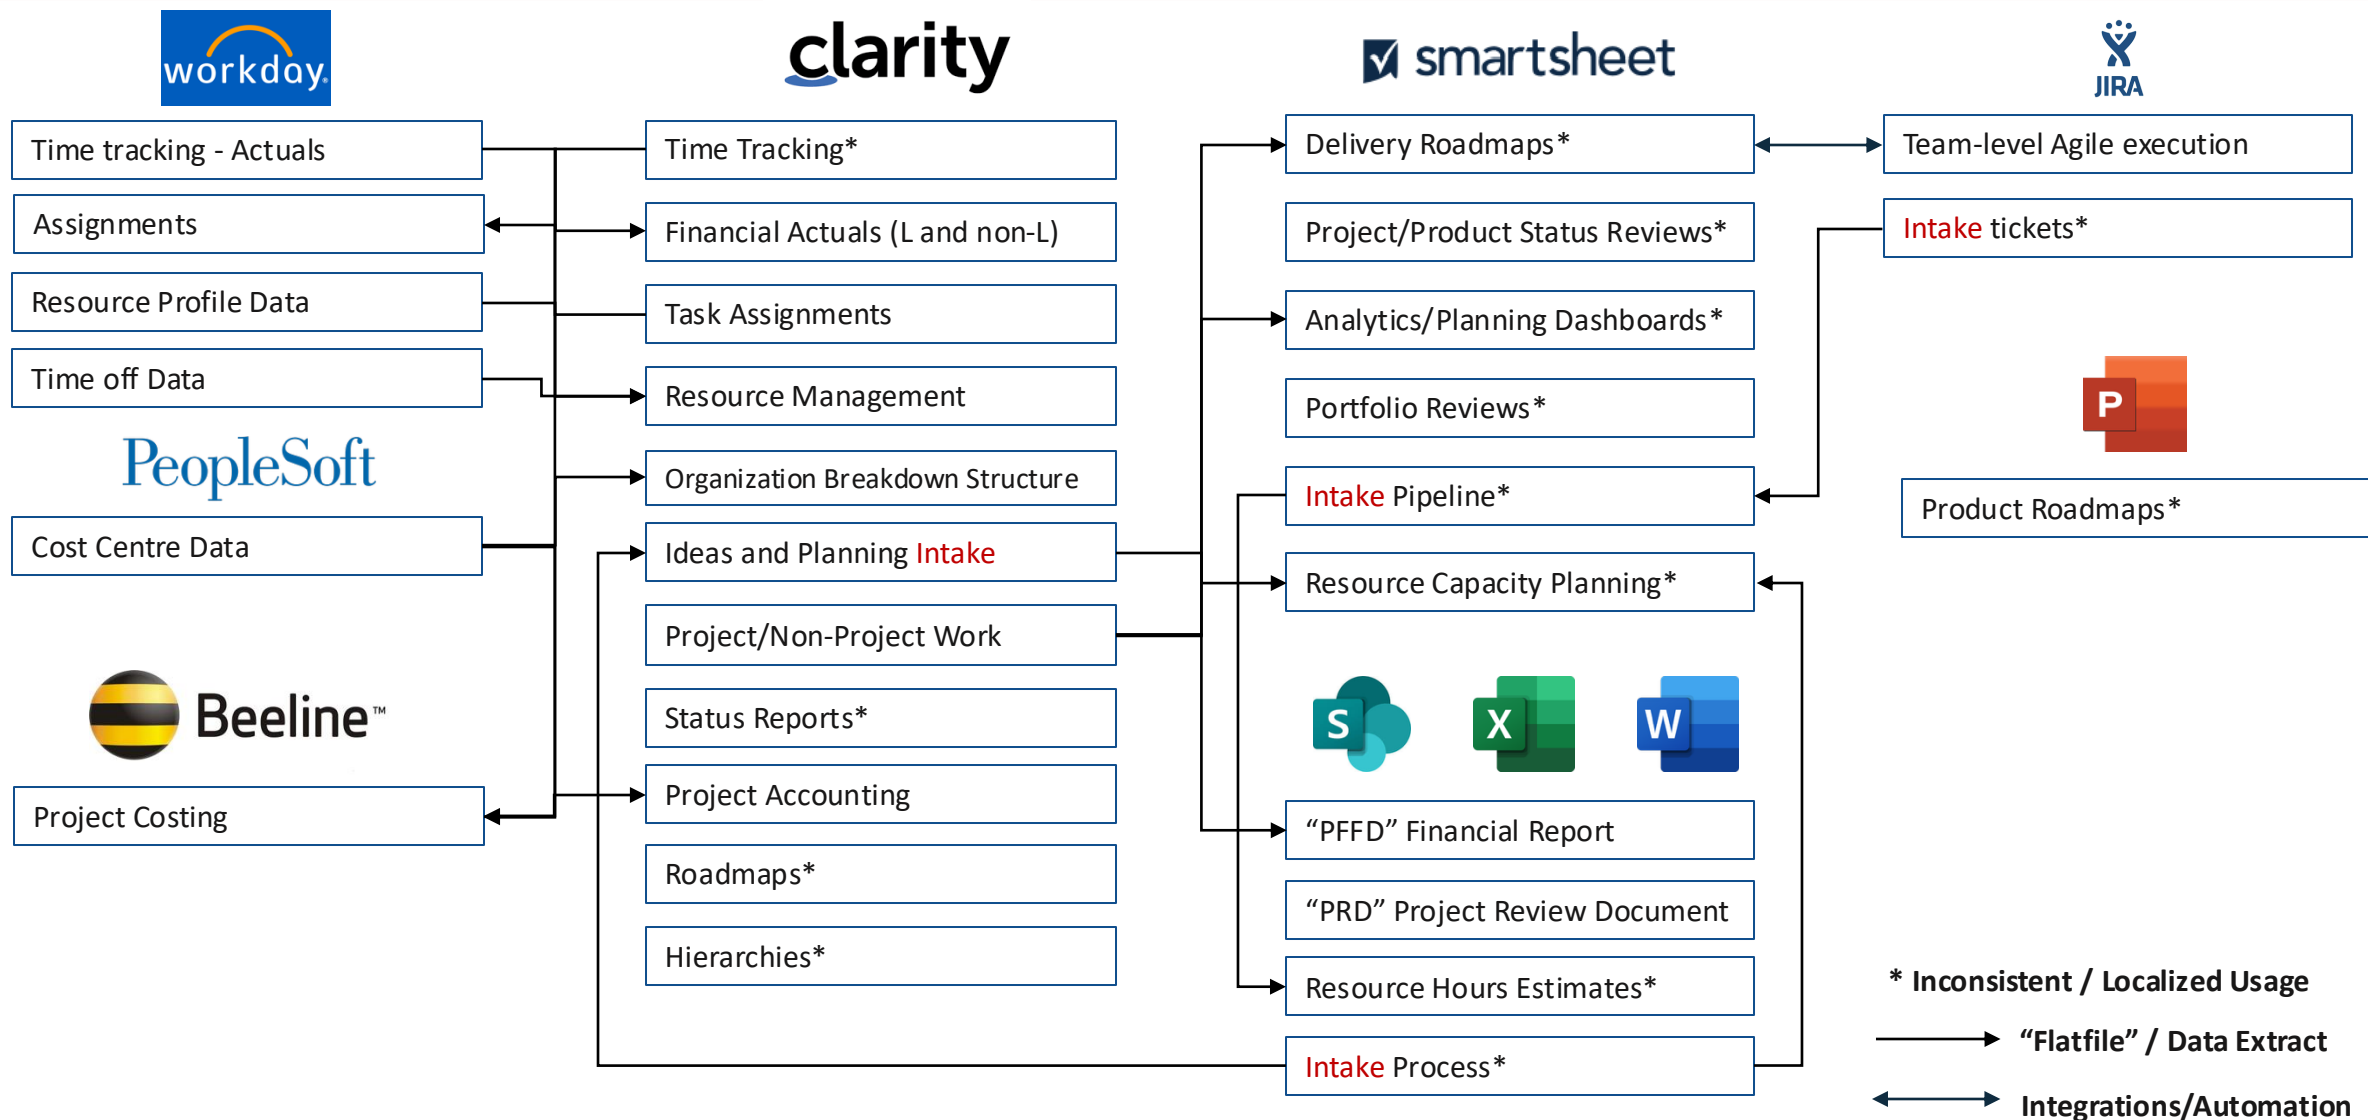 workday.
Time tracking - Actuals
Assignments
Resource Profile Data
Time off Data
PeopleSoft
Cost Centre Data
Beeline™
Project Costing
clarity
Time Tracking*
Financial Actuals (L and non-L)
Task Assignments
Resource Management
Organization Breakdown Structure
Ideas and Planning Intake
Project/Non-Project Work
Status Reports*
Project Accounting
Roadmaps*
Hierarchies*
smartsheet
Delivery Roadmaps*
Project/Product Status Reviews*
Analytics/Planning Dashboards*
Portfolio Reviews*
Intake Pipeline*
Resource Capacity Planning*
S
X
W
“PFFD” Financial Report
“PRD” Project Review Document
Resource Hours Estimates*
Intake Process*
JIRA
Team-level Agile execution
Intake tickets*
P
Product Roadmaps*
* Inconsistent / Localized Usage
“Flatfile” / Data Extract
Integrations/Automation